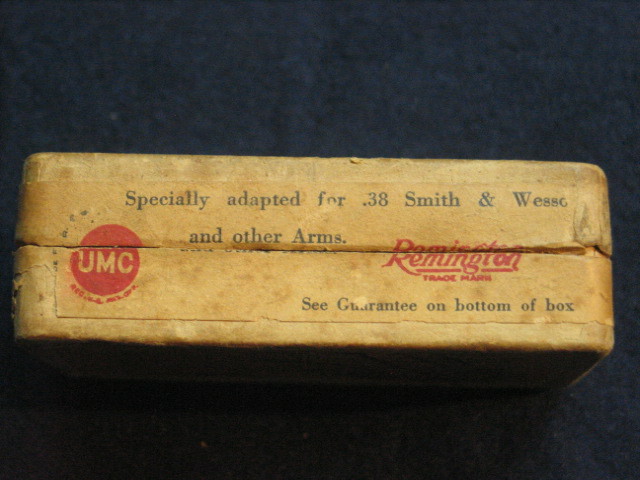 Specially adapted for .38 Smith & Wesso
and other Arms.
UMC
Remington
TRADE MARK
See Guarantee on bottom of box